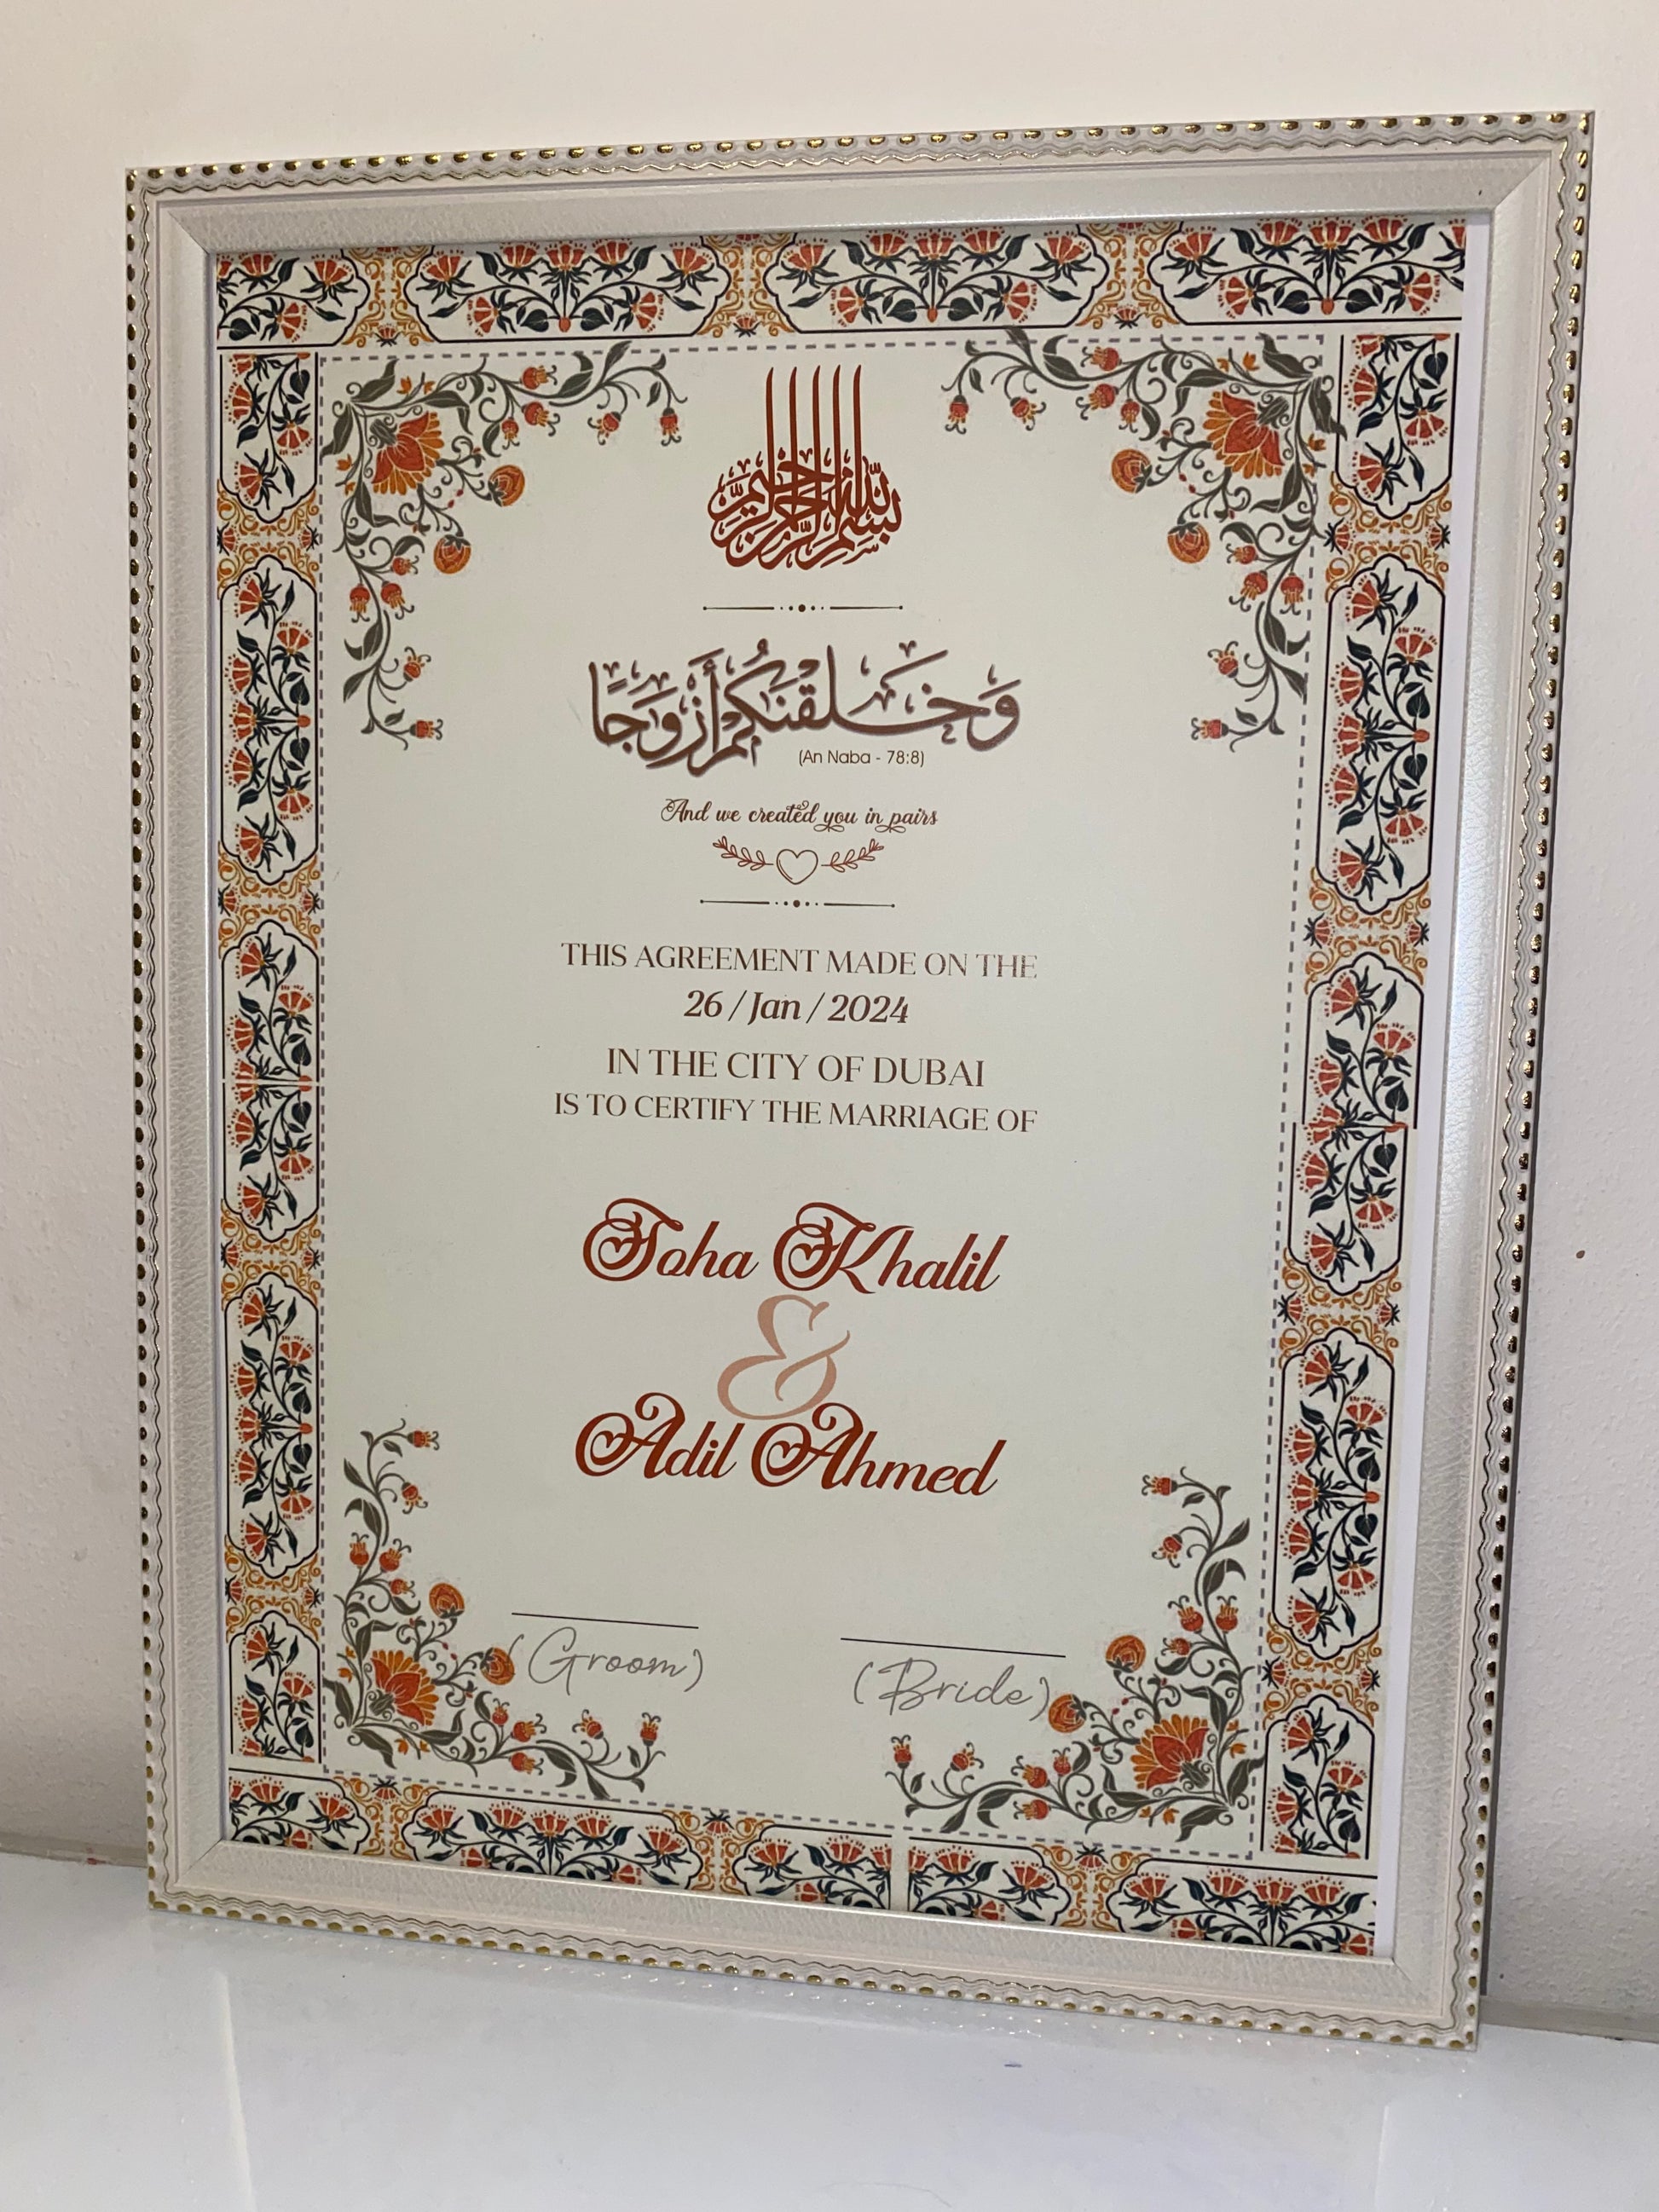 بسم الله الرحمن الرحيم
وَخَلَقْنَكُمْ أَزْوَجًا
(An Naba - 78:8)
And we created you in pairs
THIS AGREEMENT MADE ON THE
26 / Jan / 2024
IN THE CITY OF DUBAI
IS TO CERTIFY THE MARRIAGE OF
Toha Khalil
&
Adil Ahmed
(Groom) (Bride)